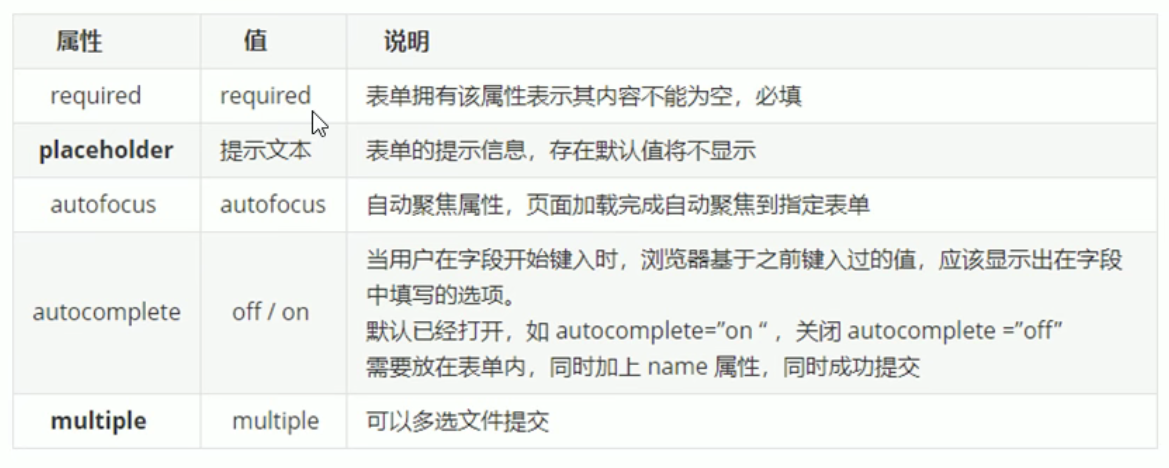 属性 值 说明
required required 表单拥有该属性表示其内容不能为空，必填
placeholder 提示文本 表单的提示信息，存在默认值将不显示
autofocus autofocus 自动聚焦属性，页面加载完成自动聚焦到指定表单
autocomplete off / on 当用户在字段开始键入时，浏览器基于之前键入过的值，应该显示出在字段
中填写的选项。
默认已经打开，如 autocomplete=”on “ ，关闭 autocomplete =”off”
需要放在表单内，同时加上 name 属性，同时成功提交
multiple multiple 可以多选文件提交